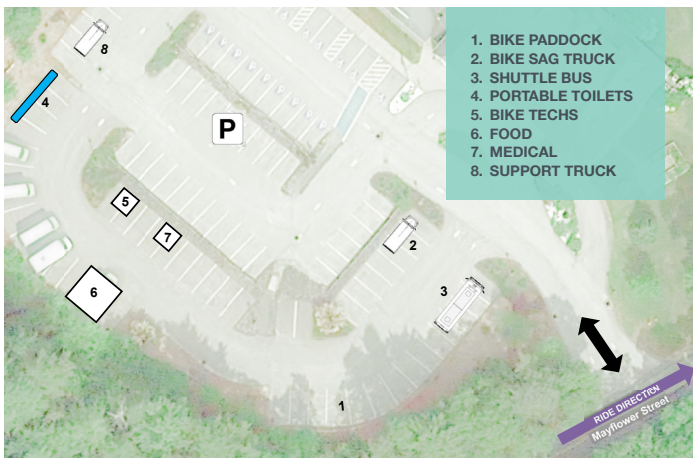 1. BIKE PADDOCK
2. BIKE SAG TRUCK
3. SHUTTLE BUS
4. PORTABLE TOILETS
5. BIKE TECHS
6. FOOD
7. MEDICAL
8. SUPPORT TRUCK
8
4
P
5
7
2
6
3
1
RIDE DIRECTION
Mayflower Street